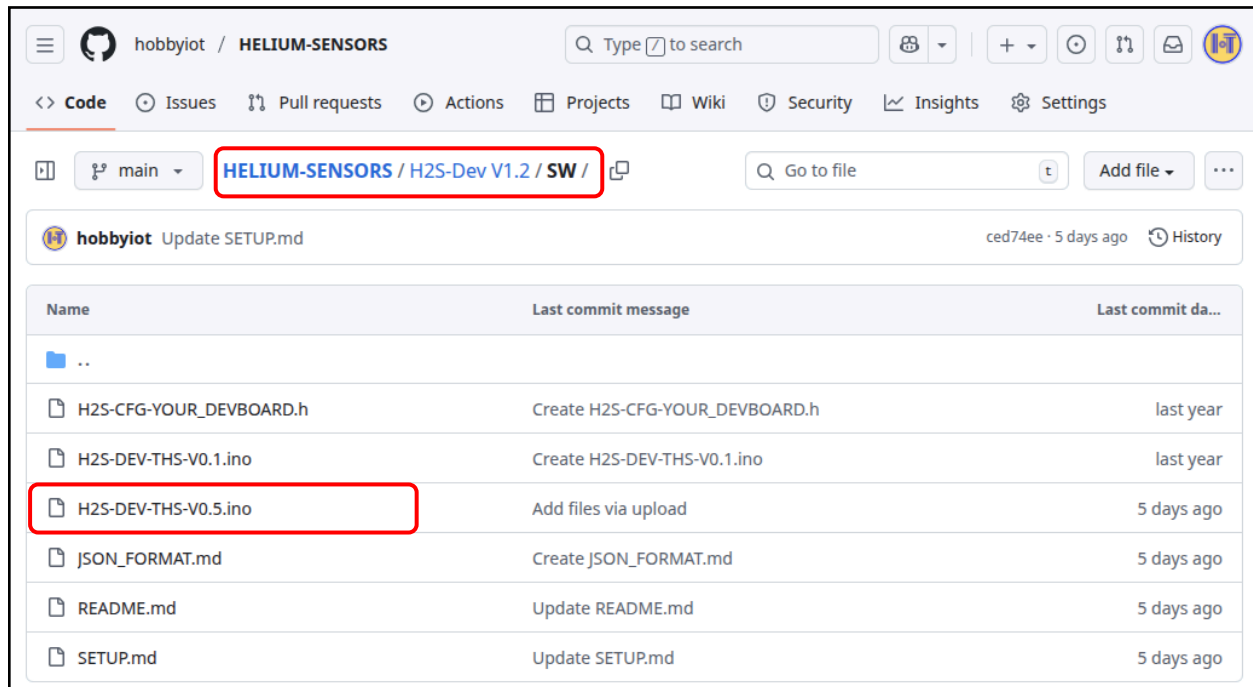 hobbyiot / HELIUM-SENSORS Type / to search
<> Code Issues Pull requests Actions Projects Wiki Security Insights Settings
main HELIUM-SENSORS / H2S-Dev V1.2 / SW / Go to file t Add file ...
hobbyiot Update SETUP.md ced74ee · 5 days ago History
Name Last commit message Last commit da...
..
H2S-CFG-YOUR_DEVBOARD.h Create H2S-CFG-YOUR_DEVBOARD.h last year
H2S-DEV-THS-V0.1.ino Create H2S-DEV-THS-V0.1.ino last year
H2S-DEV-THS-V0.5.ino Add files via upload 5 days ago
JSON_FORMAT.md Create JSON_FORMAT.md 5 days ago
README.md Update README.md 5 days ago
SETUP.md Update SETUP.md 5 days ago